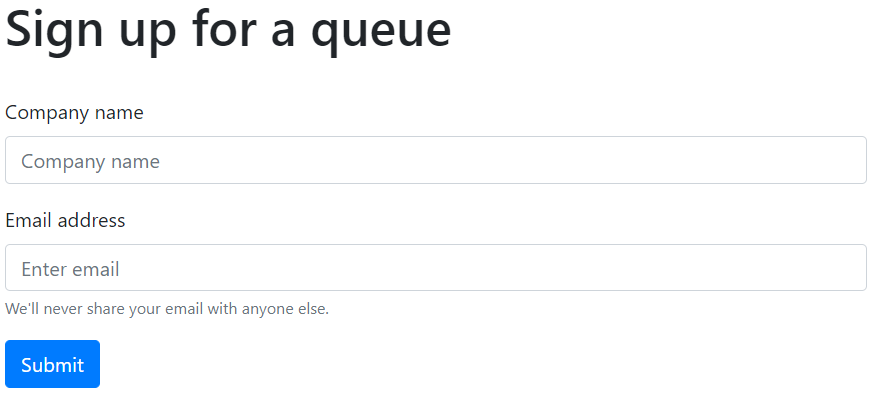 Sign up for a queue
Company name
Company name
Email address
Enter email
We'll never share your email with anyone else.
Submit